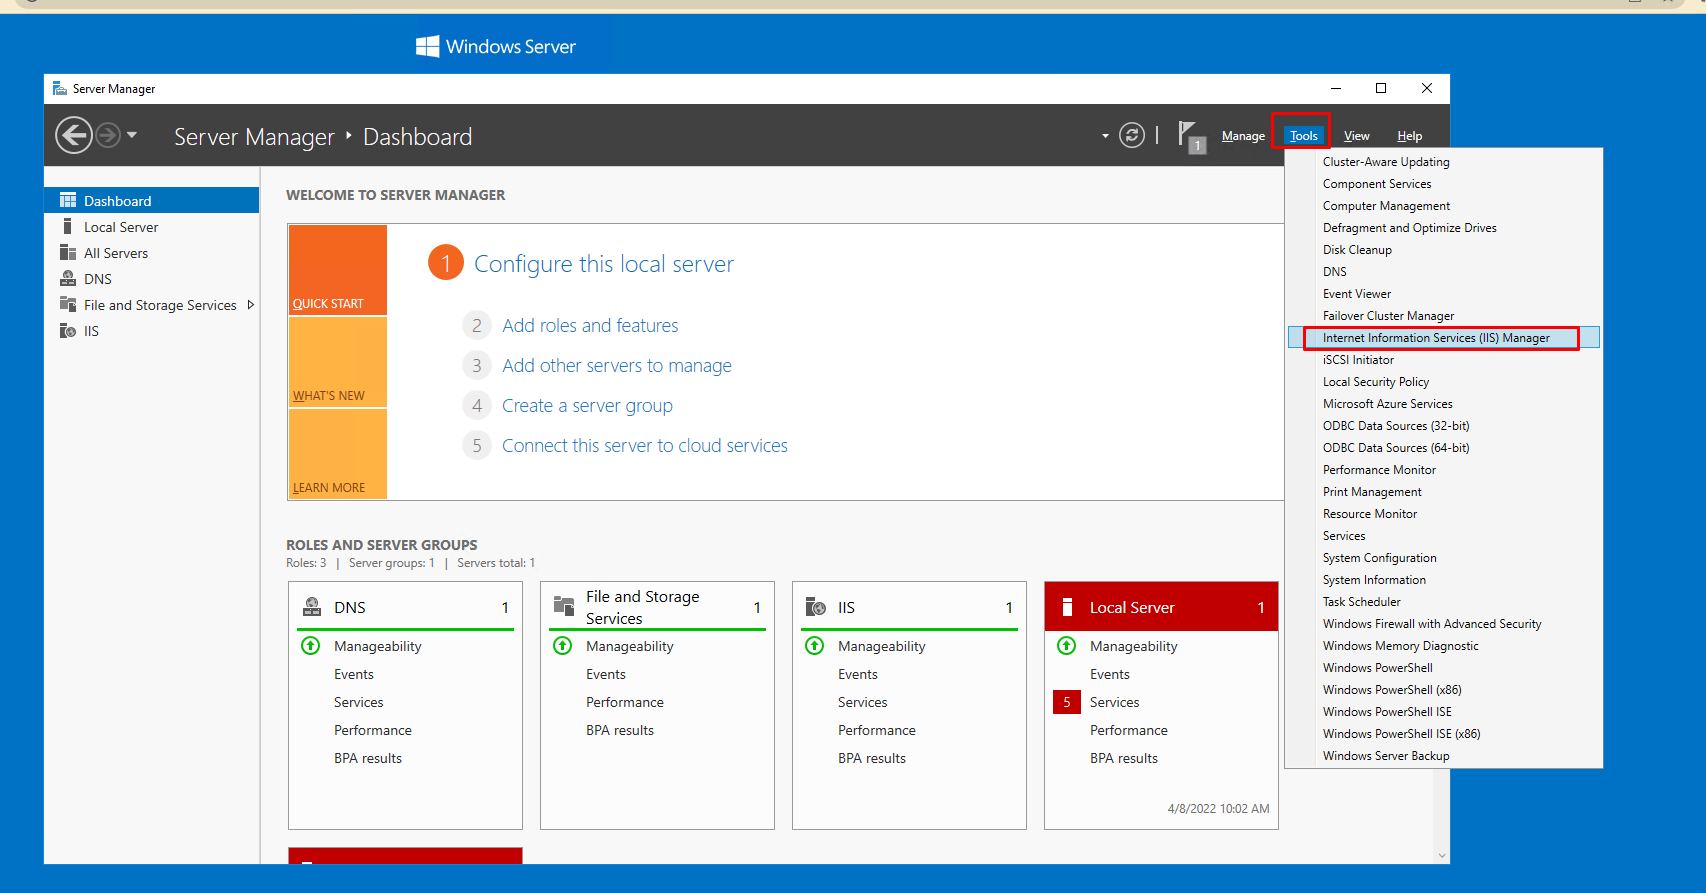 Windows Server
Server Manager
Server Manager ‣ Dashboard
1
Manage
Tools
View
Help
Dashboard
Local Server
All Servers
DNS
File and Storage Services
IIS
WELCOME TO SERVER MANAGER
QUICK START
WHAT'S NEW
LEARN MORE
1 Configure this local server
2 Add roles and features
3 Add other servers to manage
4 Create a server group
5 Connect this server to cloud services
ROLES AND SERVER GROUPS
Roles: 3 | Server groups: 1 | Servers total: 1
DNS 1
Manageability
Events
Services
Performance
BPA results
File and Storage
Services 1
Manageability
Events
Performance
BPA results
IIS 1
Manageability
Events
Services
Performance
BPA results
Local Server 1
Manageability
Events
5 Services
Performance
BPA results
4/8/2022 10:02 AM
Cluster-Aware Updating
Component Services
Computer Management
Defragment and Optimize Drives
Disk Cleanup
DNS
Event Viewer
Failover Cluster Manager
Internet Information Services (IIS) Manager
iSCSI Initiator
Local Security Policy
Microsoft Azure Services
ODBC Data Sources (32-bit)
ODBC Data Sources (64-bit)
Performance Monitor
Print Management
Resource Monitor
Services
System Configuration
System Information
Task Scheduler
Windows Firewall with Advanced Security
Windows Memory Diagnostic
Windows PowerShell
Windows PowerShell (x86)
Windows PowerShell ISE
Windows PowerShell ISE (x86)
Windows Server Backup